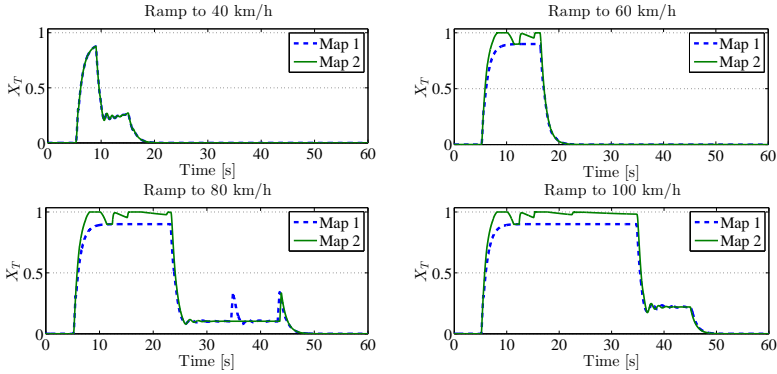 Ramp to 40 km/h
1
0.5
0
X_T
Map 1
Map 2
0 10 20 30 40 50 60
Time [s]
Ramp to 60 km/h
1
0.5
0
X_T
Map 1
Map 2
0 10 20 30 40 50 60
Time [s]
Ramp to 80 km/h
1
0.5
0
X_T
Map 1
Map 2
0 10 20 30 40 50 60
Time [s]
Ramp to 100 km/h
1
0.5
0
X_T
Map 1
Map 2
0 10 20 30 40 50 60
Time [s]